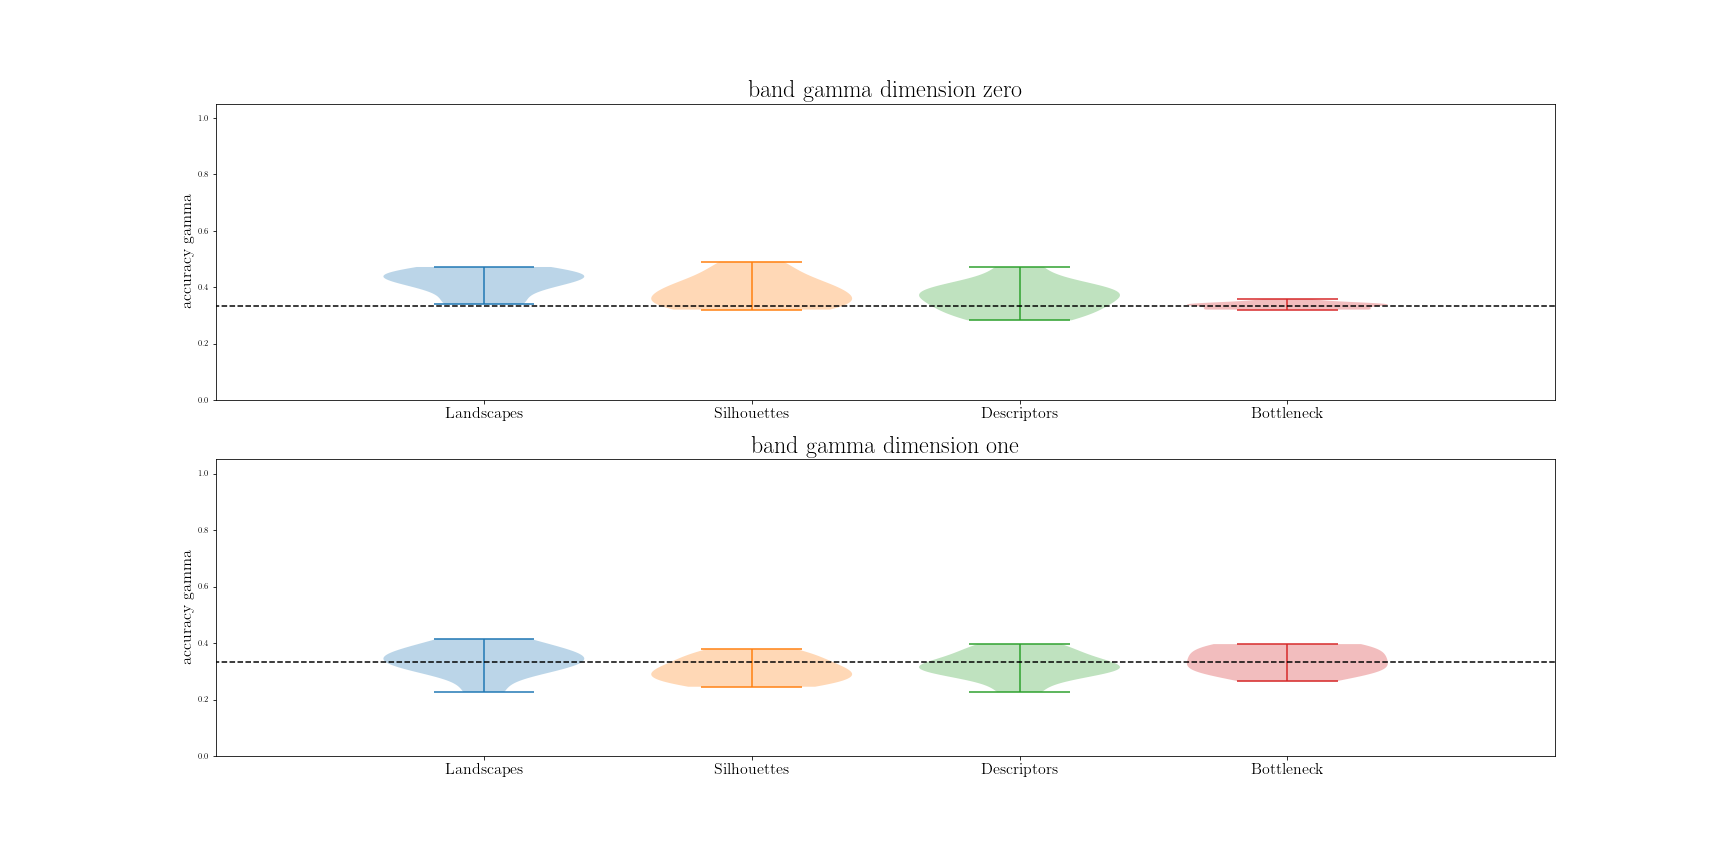 band gamma dimension zero
accuracy gamma
1.0
0.8
0.6
0.4
0.2
0.0
Landscapes Silhouettes Descriptors Bottleneck
band gamma dimension one
accuracy gamma
1.0
0.8
0.6
0.4
0.2
0.0
Landscapes Silhouettes Descriptors Bottleneck